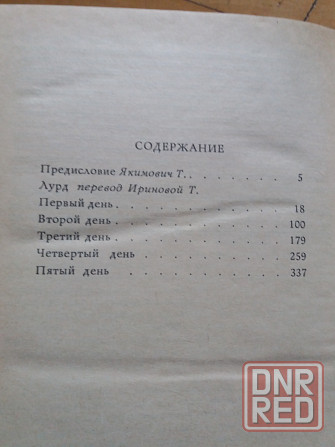 СОДЕРЖАНИЕ
Предисловие Якимович Т. . . . . . . . 5
Лурд перевод Ириновой Т.
Первый день . . . . . . . . . . . 18
Второй день . . . . . . . . . . . 100
Третий день . . . . . . . . . . . 179
Четвертый день . . . . . . . . . . 259
Пятый день . . . . . . . . . . 337
DNR
RED